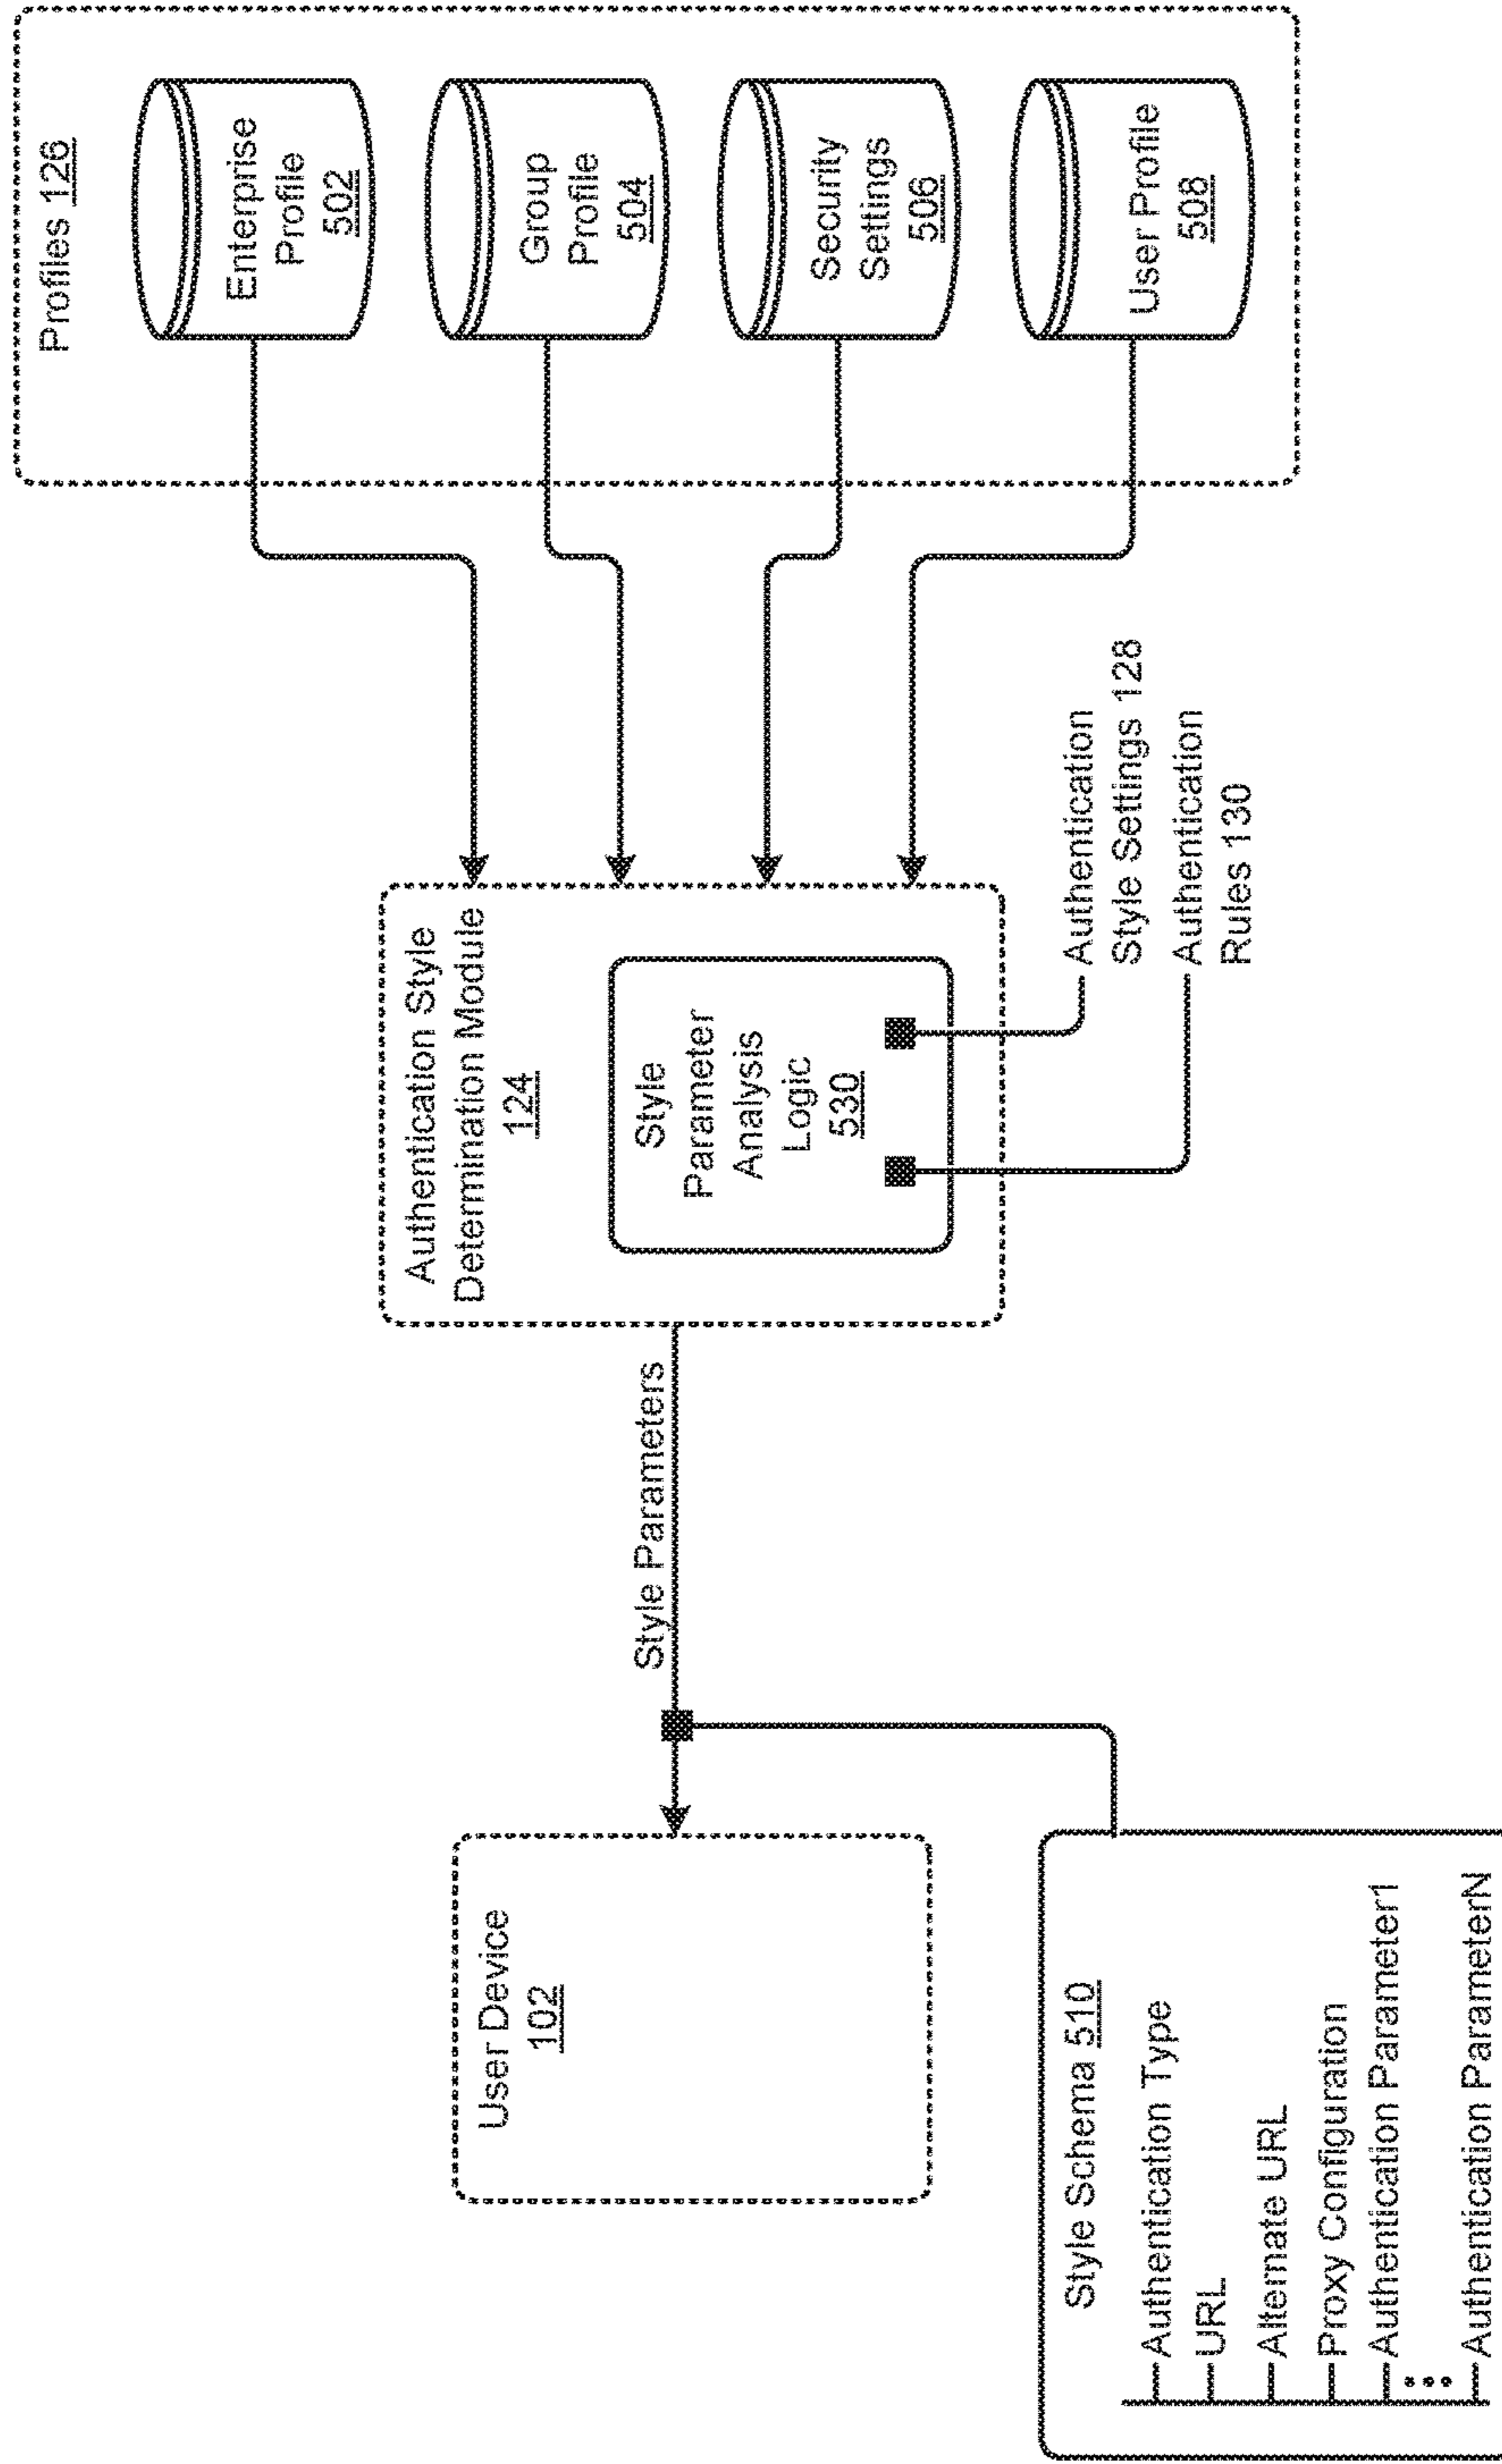 User Device
102
Style Schema 510
Authentication Type
URL
Alternate URL
Proxy Configuration
Authentication Parameter1
Authentication ParameterN
Style Parameters
Authentication Style
Determination Module
124
Style
Parameter
Analysis
Logic
530
Authentication
Style Settings 128
Authentication
Rules 130
Profiles 126
Enterprise
Profile
502
Group
Profile
504
Security
Settings
506
User Profile
508